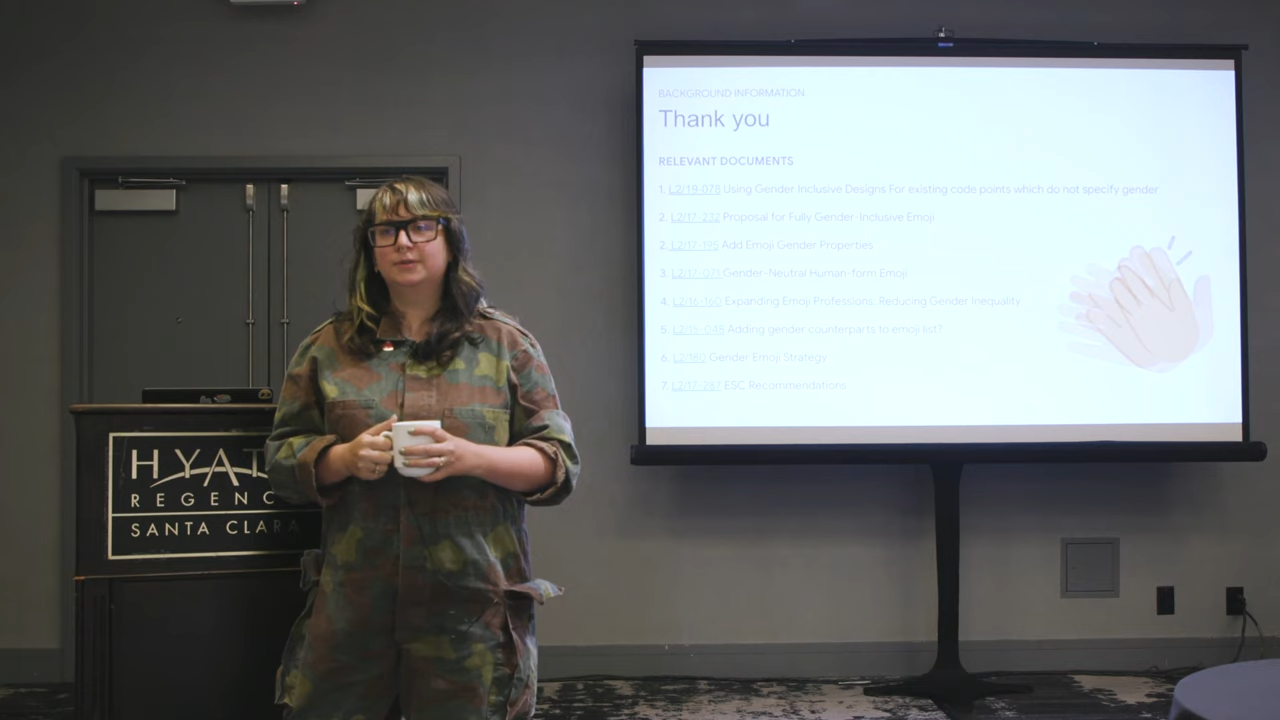 BACKGROUND INFORMATION
Thank you
RELEVANT DOCUMENTS
1. L2/19-078 Using Gender Inclusive Designs For existing code points which do not specify gender
2. L2/17-232 Proposal for Fully Gender-Inclusive Emoji
2. L2/17-195 Add Emoji Gender Properties
3. L2/17-071 Gender-Neutral Human-form Emoji
4. L2/16-160 Expanding Emoji Professions: Reducing Gender Inequality
5. L2/15-048 Adding gender counterparts to emoji list?
6. L2/180 Gender Emoji Strategy
7. L2/17-287 ESC Recommendations
HYAT
REGENC
SANTA CLARA